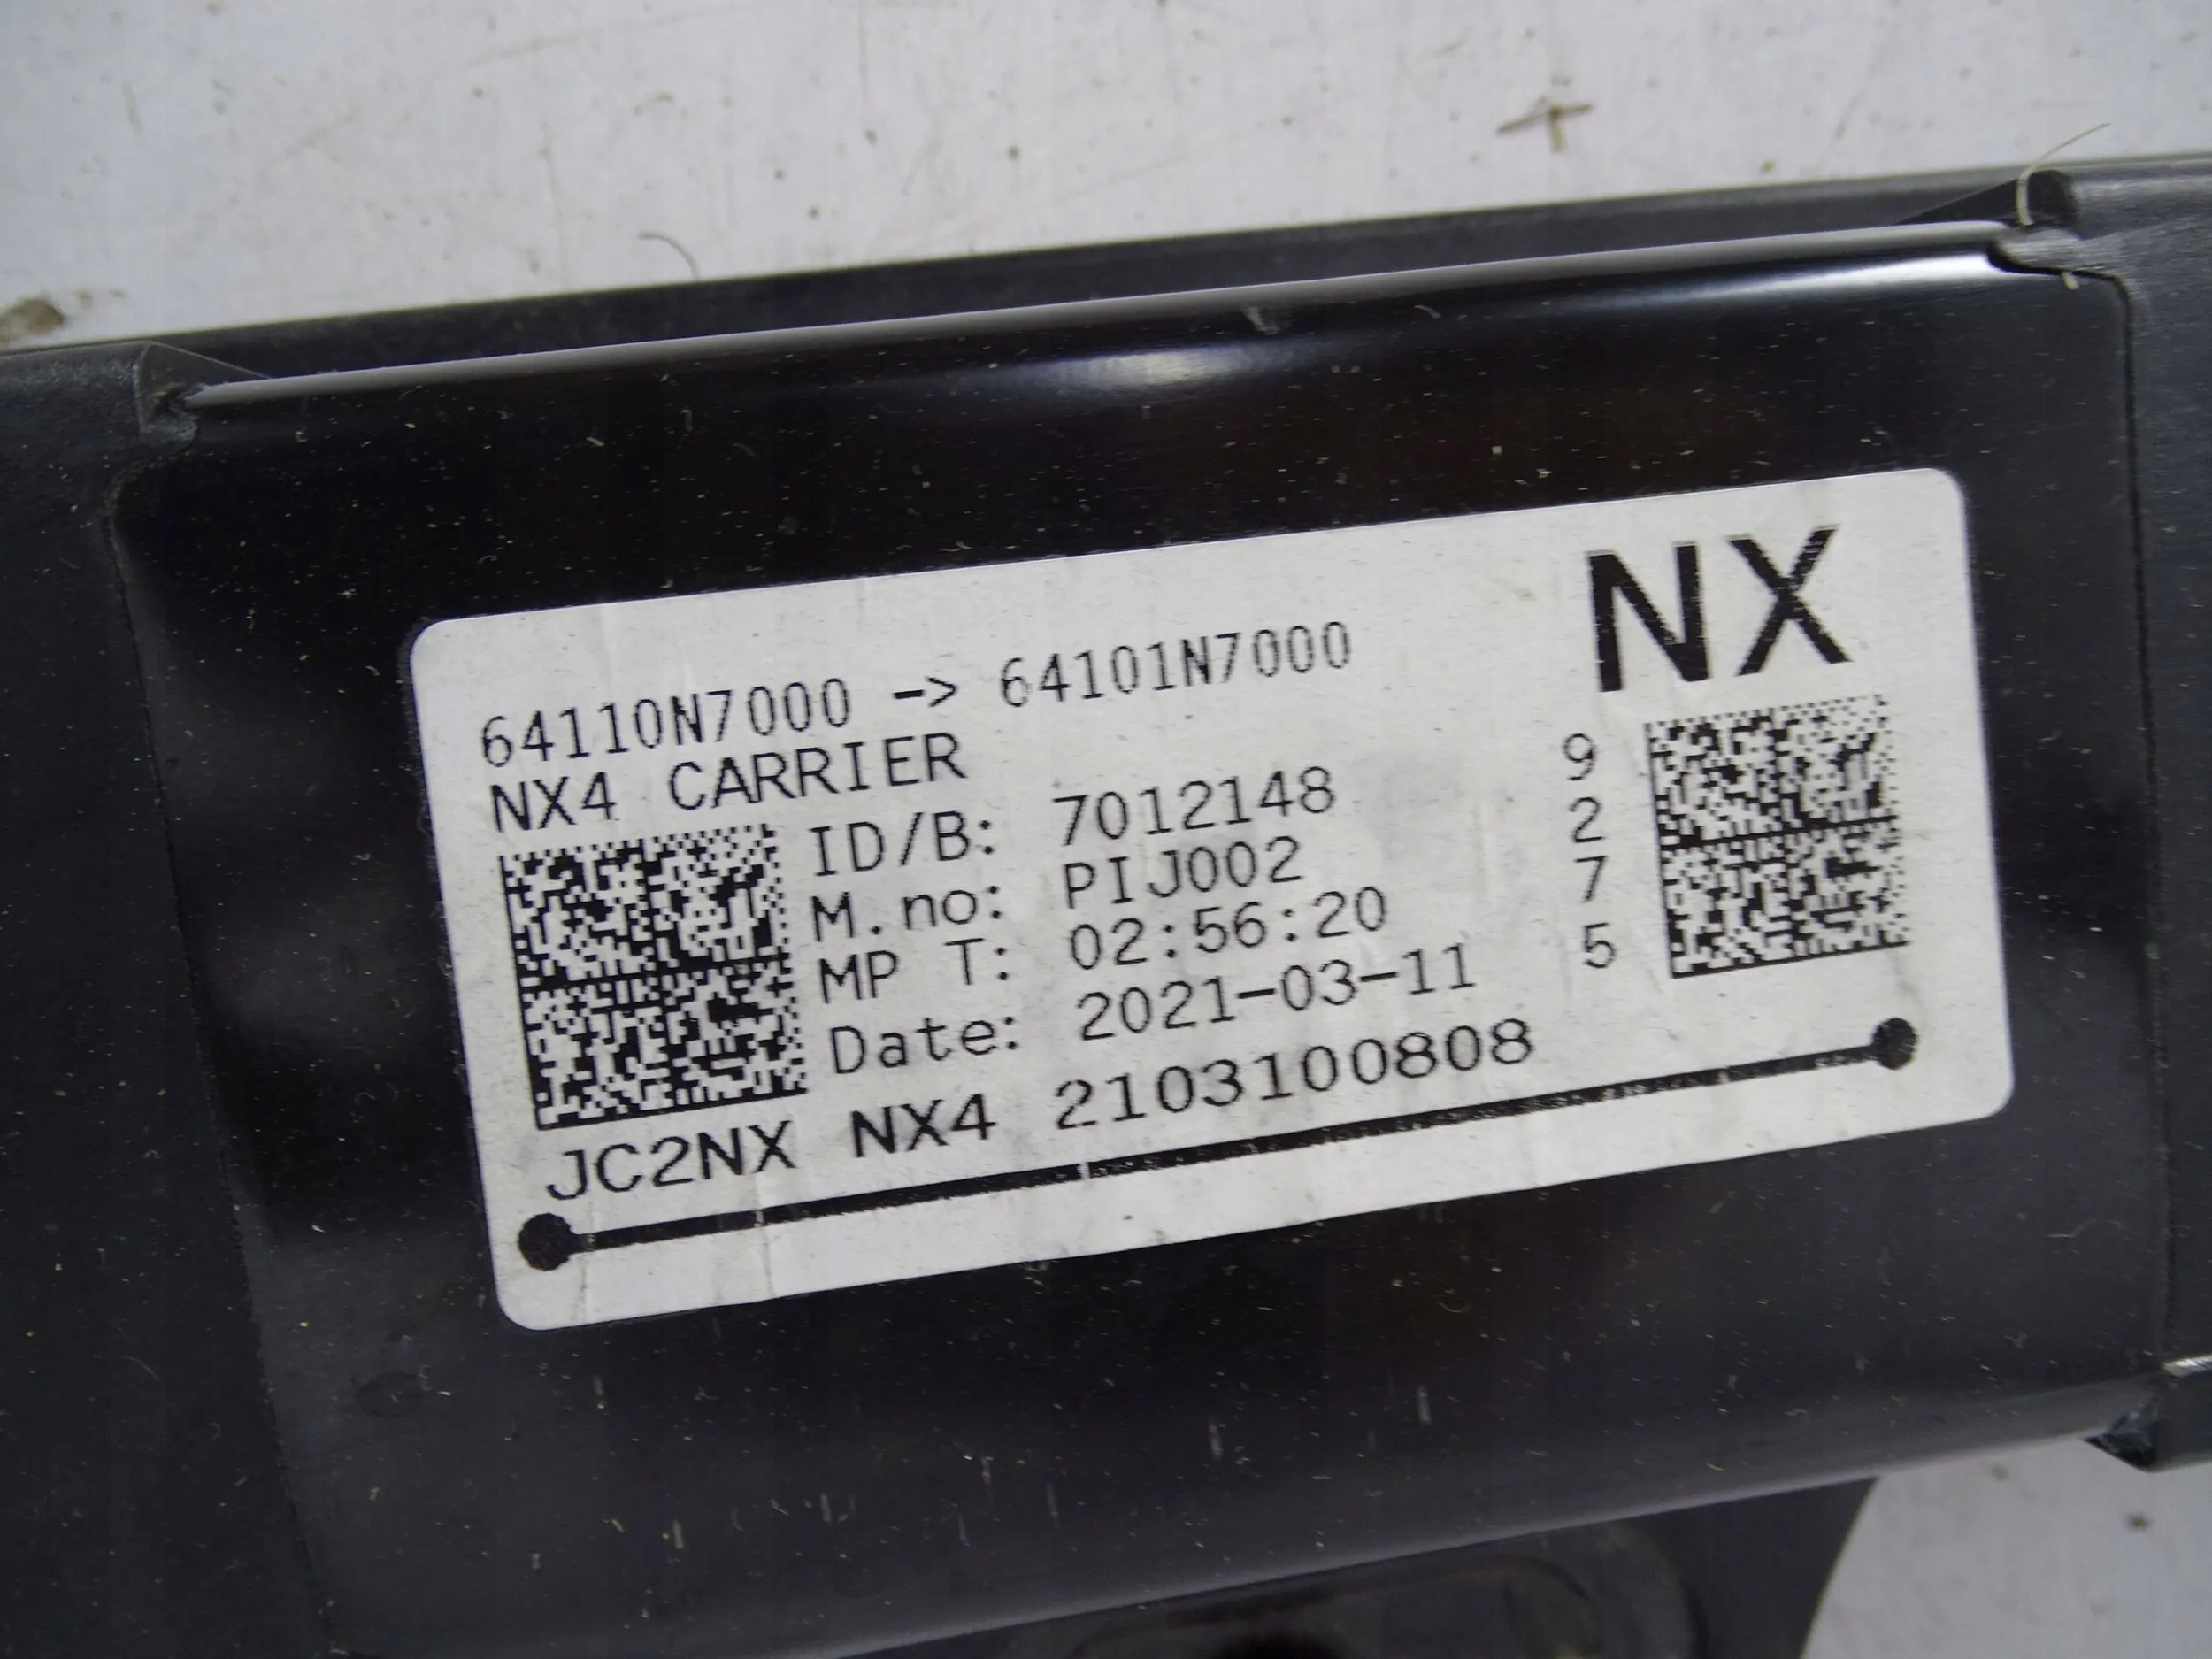 NX
64110N7000 -> 64101N7000
NX4 CARRIER
ID/B: 7012148
M.no: PIJ002
MP T: 02:56:20
Date: 2021-03-11
9
2
7
5
JC2NX NX4 2103100808